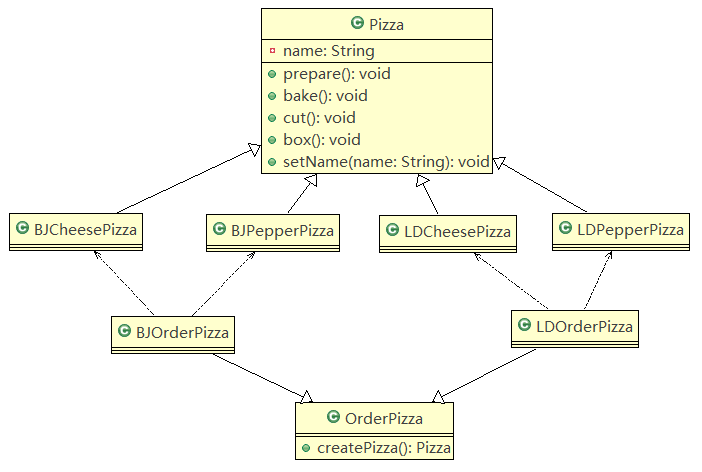 Pizza
name: String
prepare(): void
bake(): void
cut(): void
box(): void
setName(name: String): void
BJCheesePizza
BJPepperPizza
LDCheesePizza
LDPepperPizza
BJOrderPizza
LDOrderPizza
OrderPizza
createPizza(): Pizza